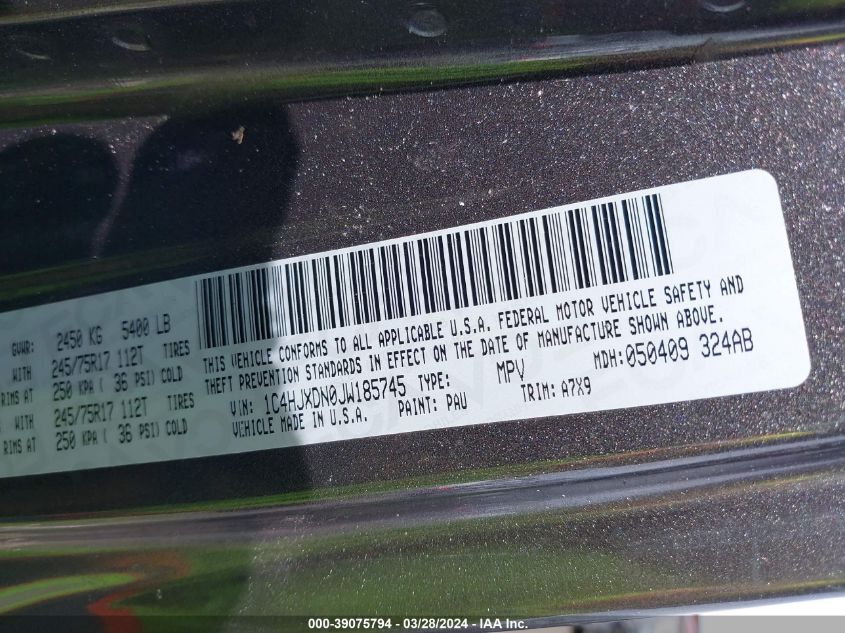 GVWR: 2450 KG 5400 LB
WITH 245/75R17 112T TIRES
RIMS AT 250 KPA ( 36 PSI) COLD
WITH 245/75R17 112T TIRES
RIMS AT 250 KPA ( 36 PSI) COLD
THIS VEHICLE CONFORMS TO ALL APPLICABLE U.S.A. FEDERAL MOTOR VEHICLE SAFETY AND
THEFT PREVENTION STANDARDS IN EFFECT ON THE DATE OF MANUFACTURE SHOWN ABOVE.
VIN: 1C4HJXDN0JW185745 TYPE: MPV MDH: 050409 324AB
VEHICLE MADE IN U.S.A. PAINT: PAU TRIM: A7X9
000-39075794 - 03/28/2024 - IAA Inc.